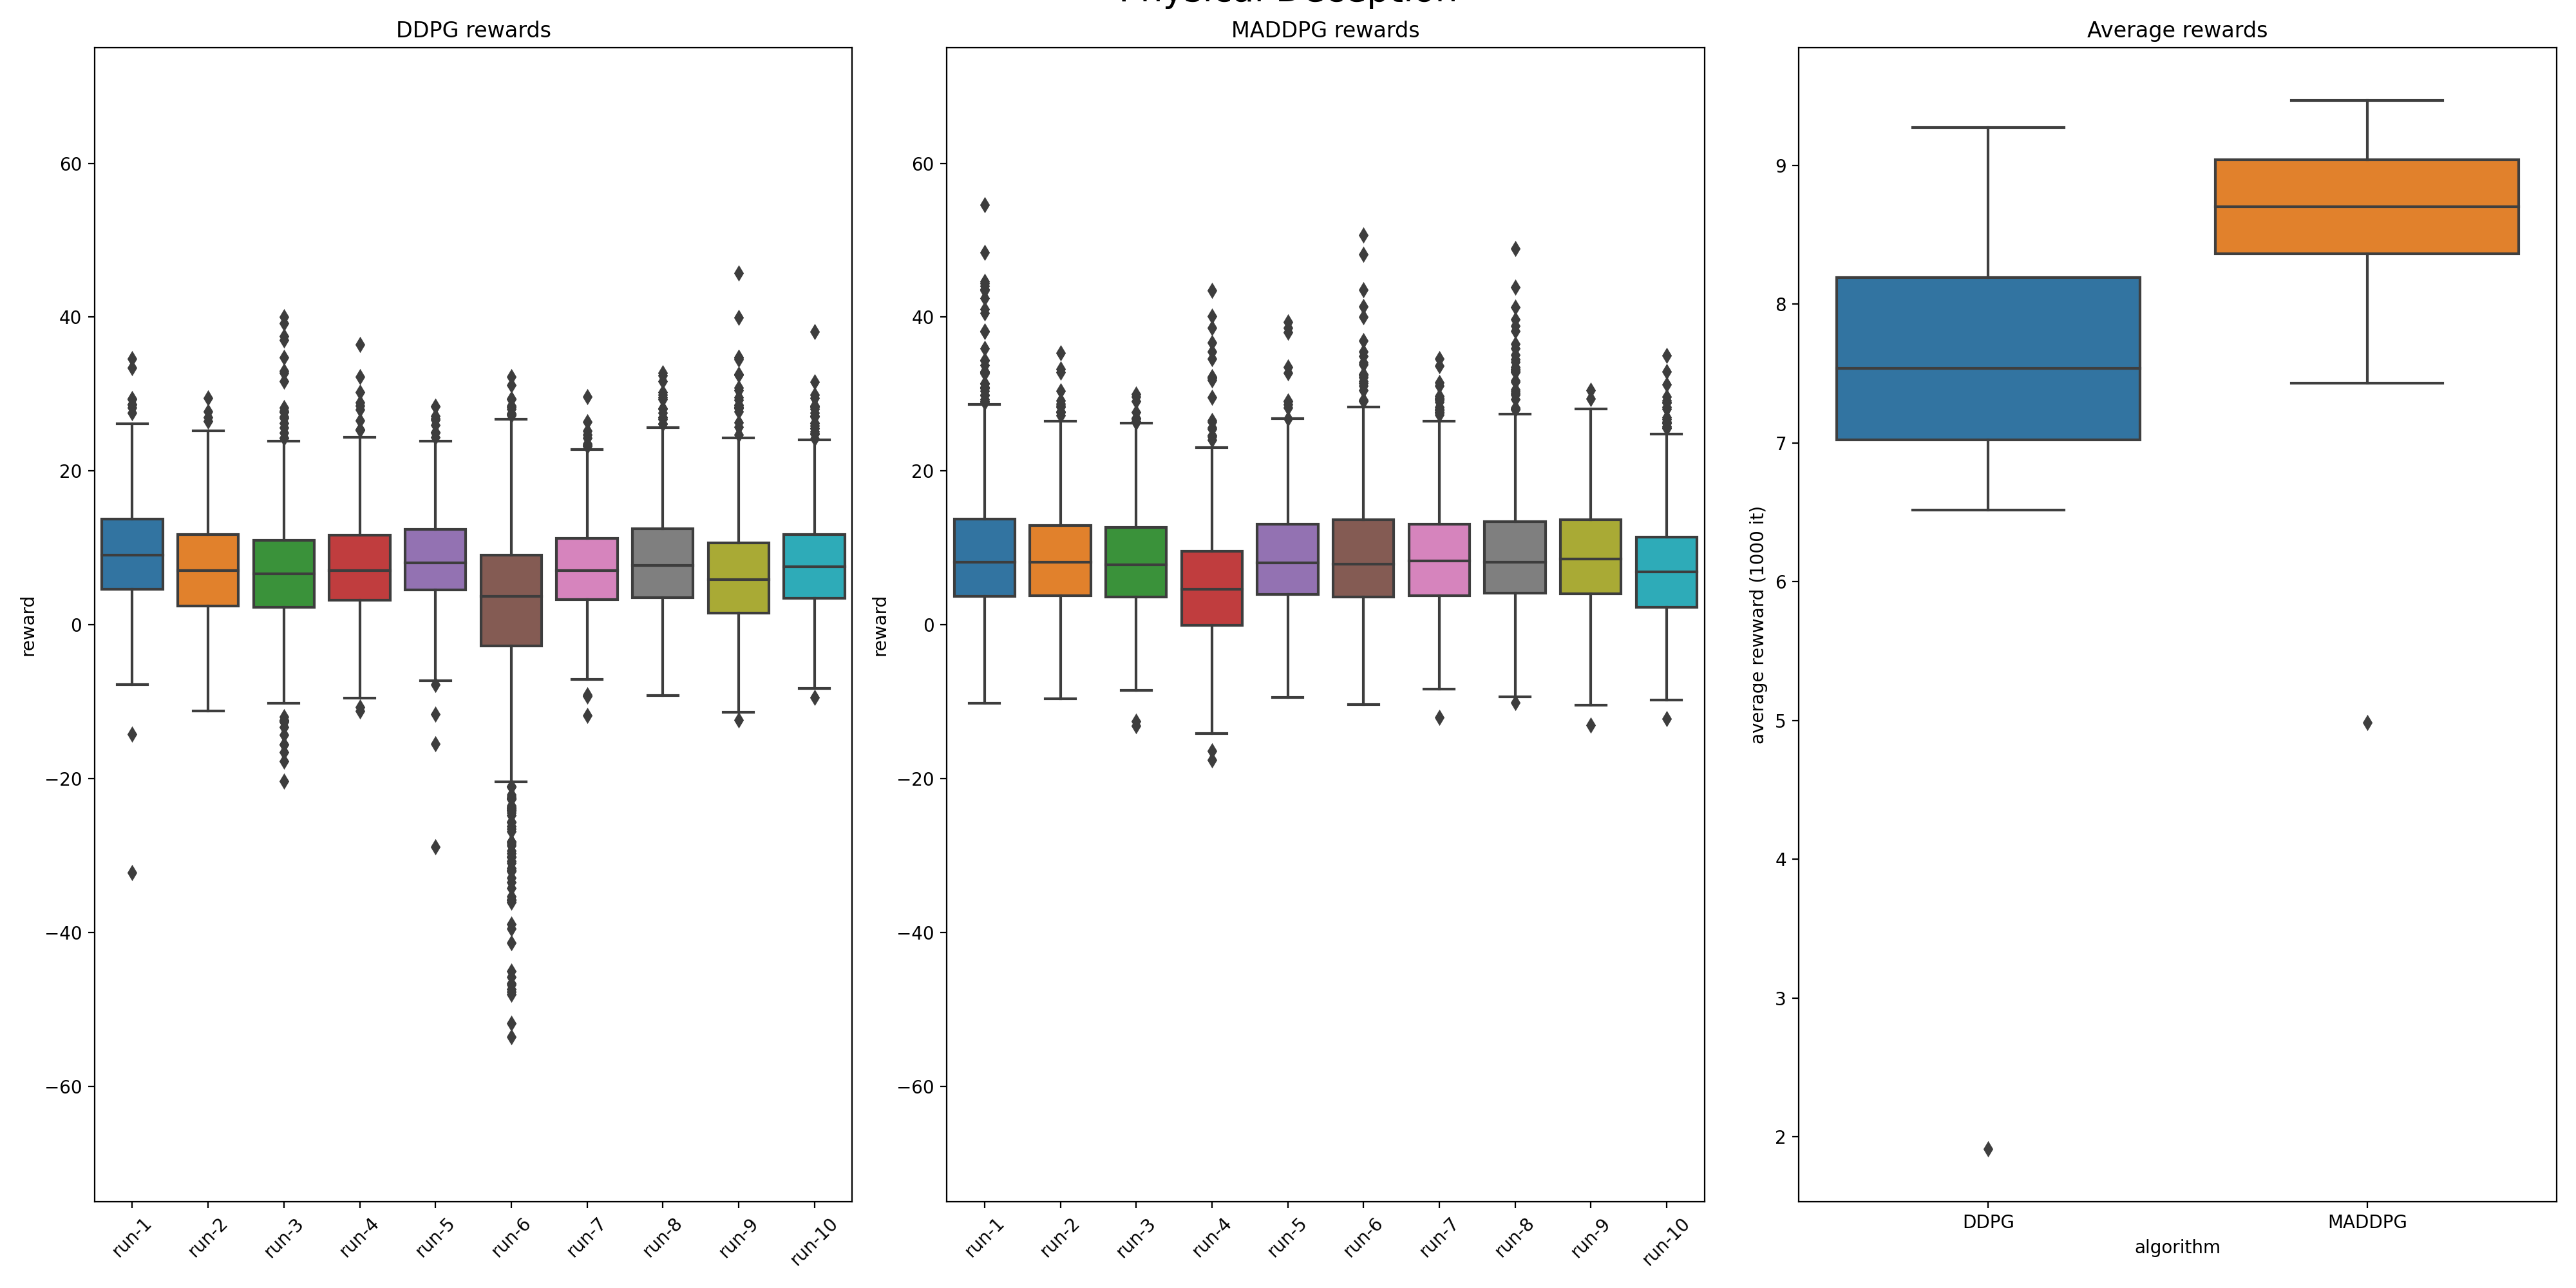 Physical Deception
DDPG rewards
MADDPG rewards
Average rewards
reward
60
40
20
0
−20
−40
−60
run-1 run-2 run-3 run-4 run-5 run-6 run-7 run-8 run-9 run-10
reward
60
40
20
0
−20
−40
−60
run-1 run-2 run-3 run-4 run-5 run-6 run-7 run-8 run-9 run-10
average rewward (1000 it)
9
8
7
6
5
4
3
2
DDPG MADDPG
algorithm